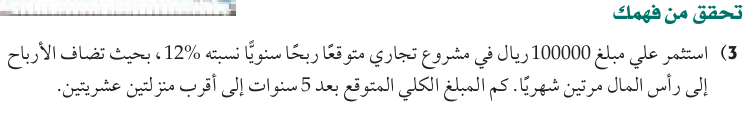 تحقق من فهمك
3) استثمر علي مبلغ 100000 ريال في مشروع تجاري متوقعًا ربحًا سنويًّا نسبته 12% ، بحيث تضاف الأرباح
إلى رأس المال مرتين شهريًّا. كم المبلغ الكلي المتوقع بعد 5 سنوات إلى أقرب منزلتين عشريتين.